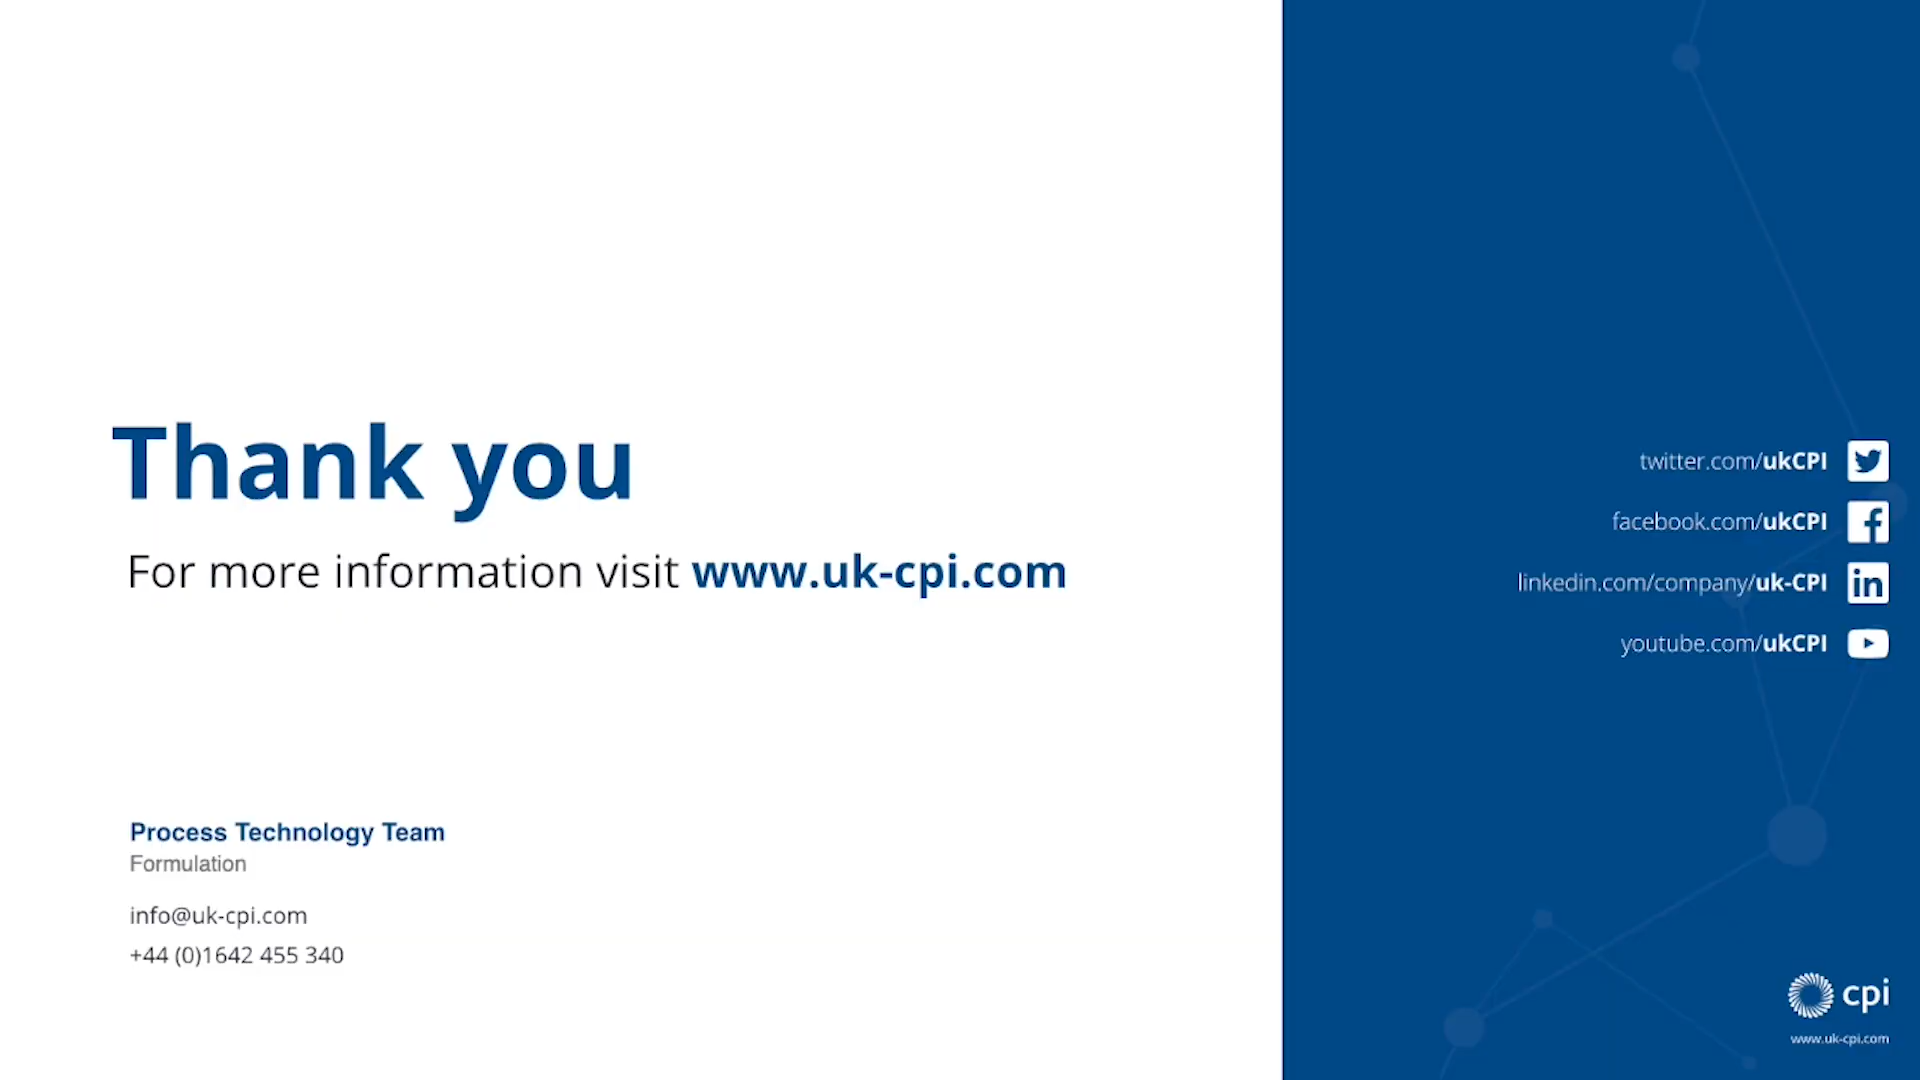 Thank you
For more information visit www.uk-cpi.com
Process Technology Team
Formulation
info@uk-cpi.com
+44 (0)1642 455 340
twitter.com/ukCPI
facebook.com/ukCPI
linkedin.com/company/uk-CPI
youtube.com/ukCPI
cpi
www.uk-cpi.com